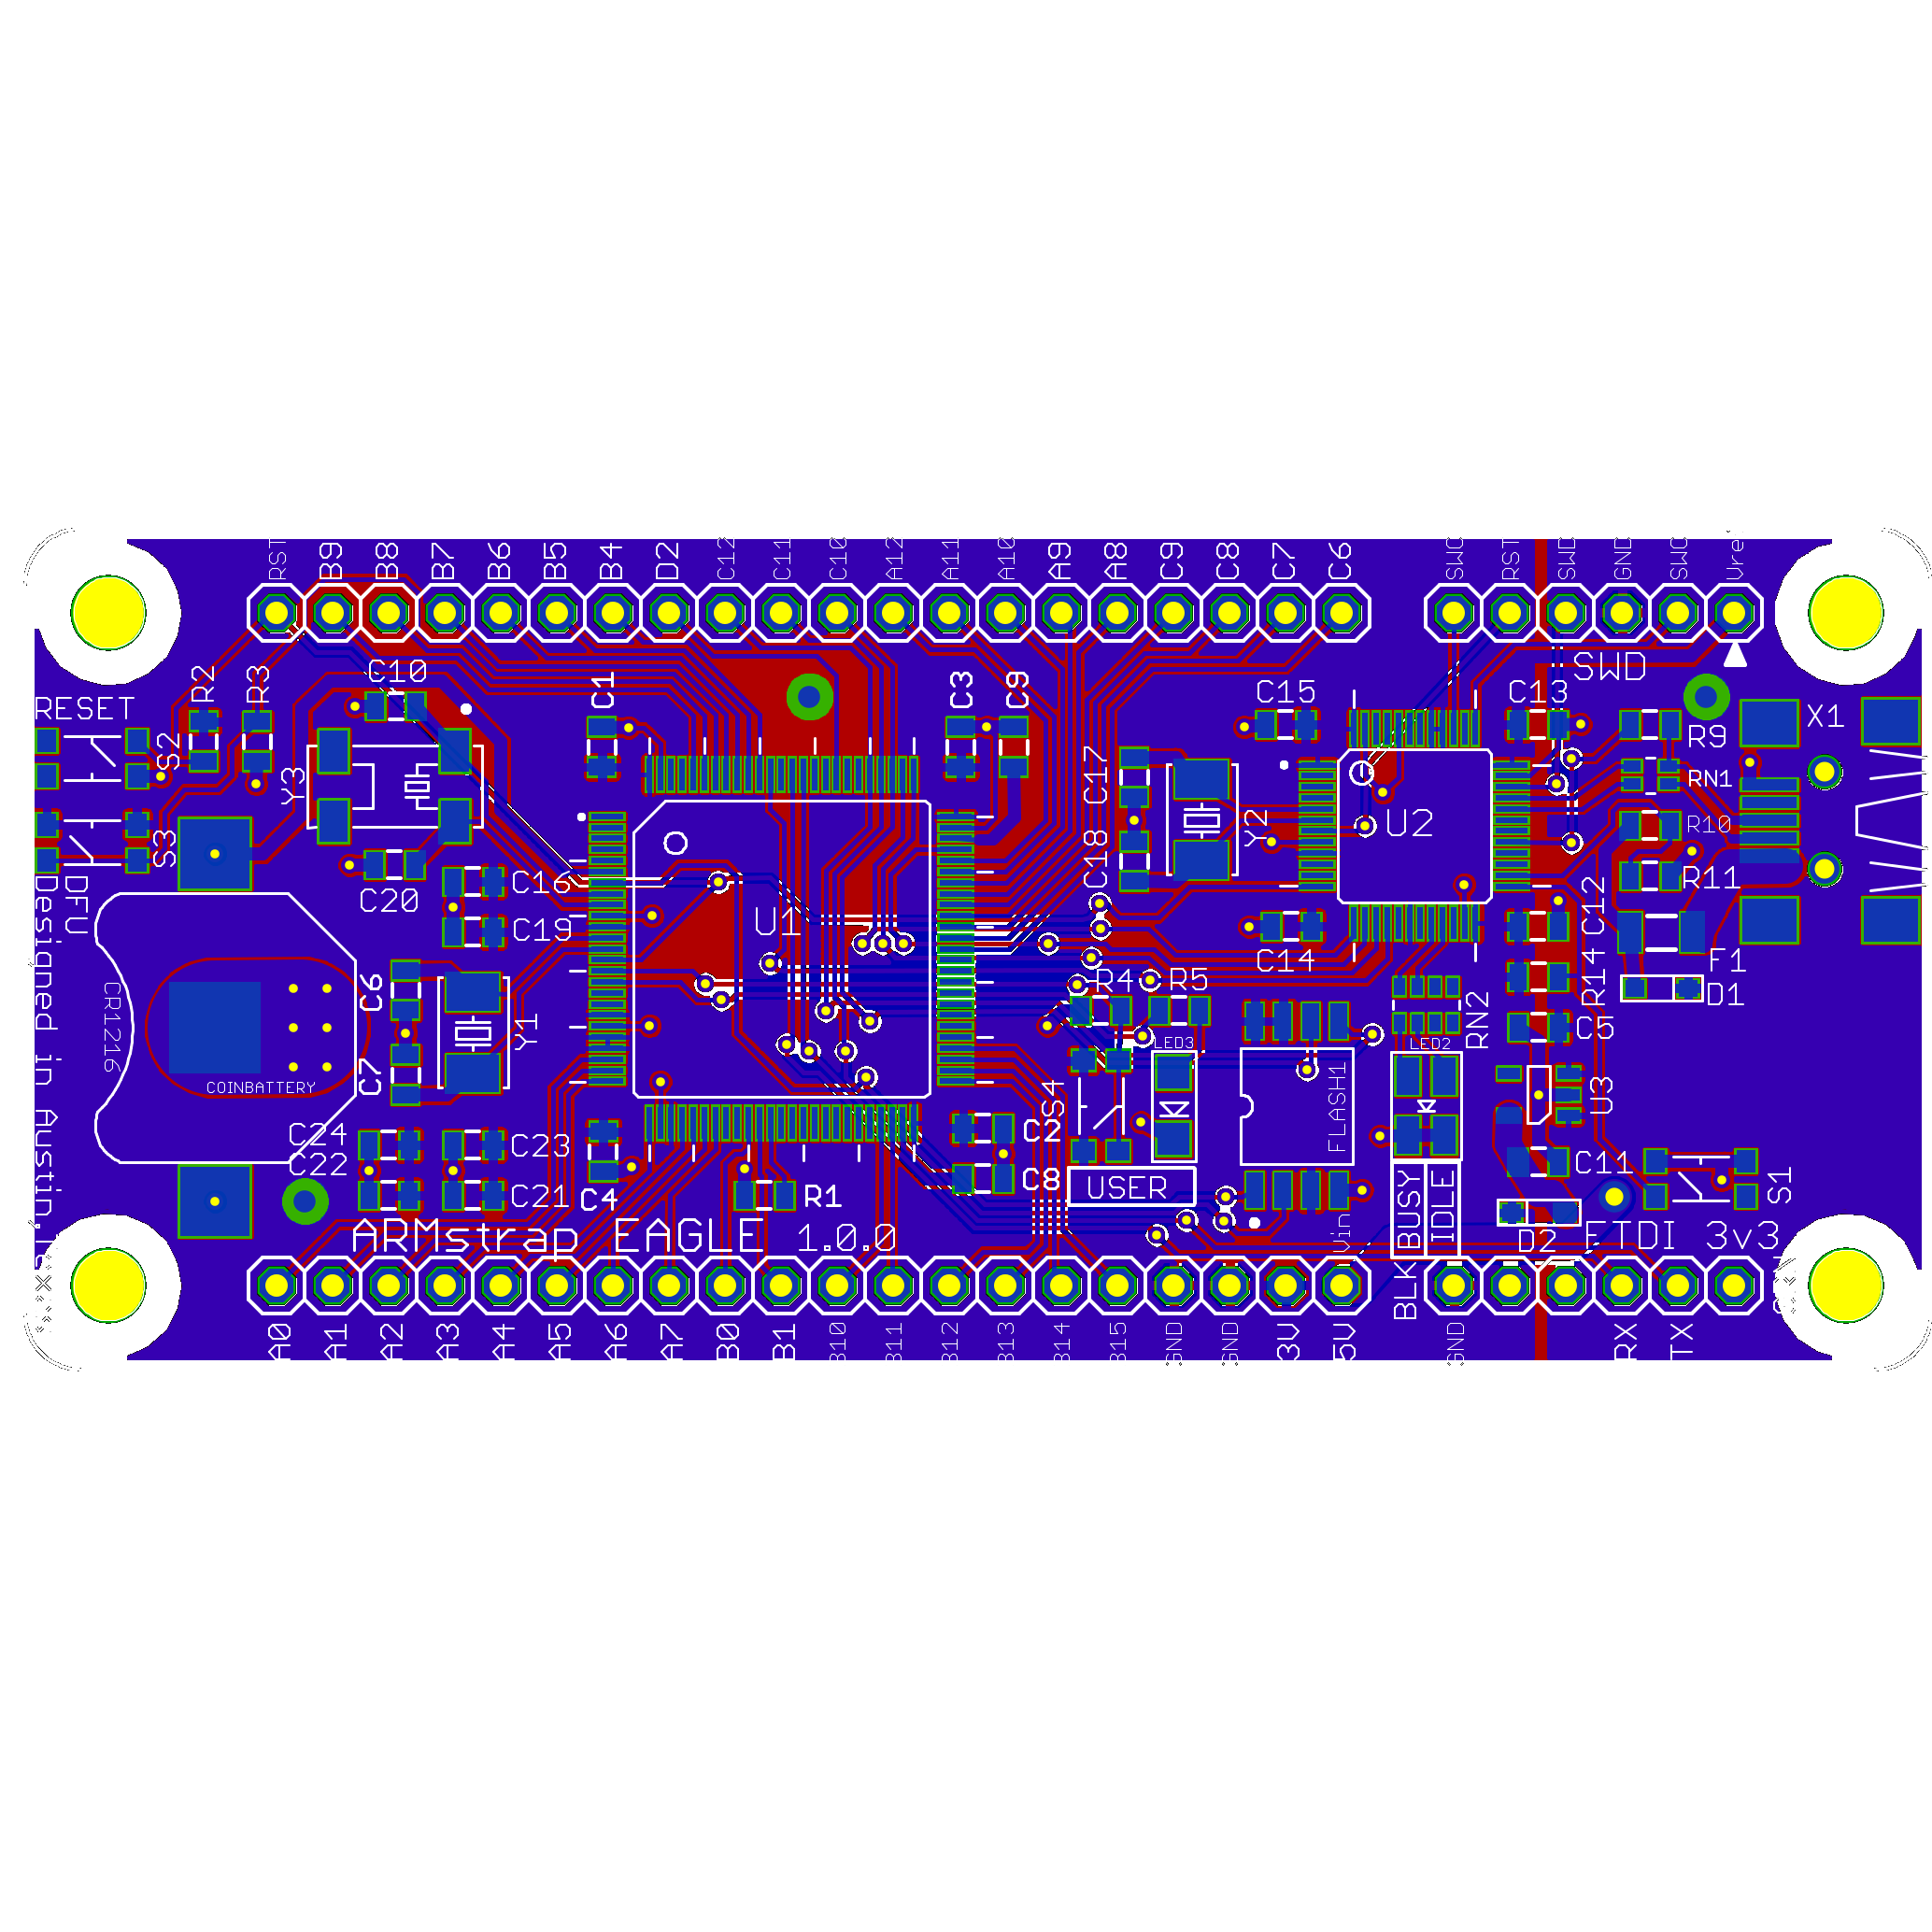 RST B9 B8 B7 B6 B5 B4 D2 C12 C11 C10 A12 A11 A10 A9 A8 C9 C8 C7 C6 SWC RST SWD GND SWC Vref
SWD
RESET
R2
R3
C10
C1
C3
C9
C15
C13
R9
X1
S2
Y3
C17
Y2
U2
RN1
R10
S3
C20
C16
C18
R11
DFU
C19
U1
C14
C12
F1
D1
Designed in Austin, Texas
CR1216
COINBATTERY
C6
Y1
C7
R4
R5
R14
RN2
C5
LED3
LED2
S4
FLASH1
U3
C24
C22
C23
C21
C4
R1
C2
C8
USER
C11
S1
ARMstrap EAGLE 1.0.0
Vin
BUSY
IDLE
BLK
D2
FTDI 3v3
A0 A1 A2 A3 A4 A5 A6 A7 B0 B1 B10 B11 B12 B13 B14 B15 GND GND 3V 5V GND RX TX